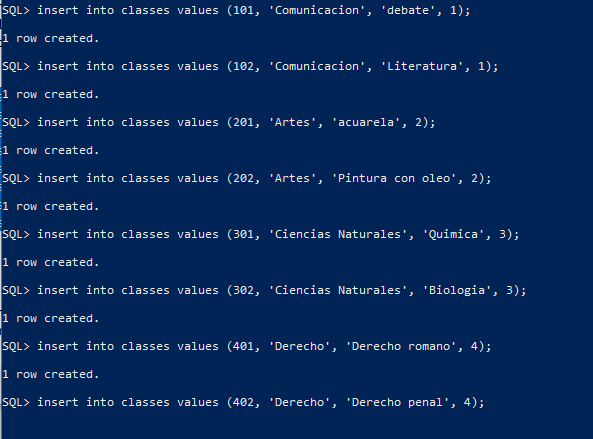 SQL> insert into classes values (101, 'Comunicacion', 'debate', 1);
1 row created.
SQL> insert into classes values (102, 'Comunicacion', 'Literatura', 1);
1 row created.
SQL> insert into classes values (201, 'Artes', 'acuarela', 2);
1 row created.
SQL> insert into classes values (202, 'Artes', 'Pintura con oleo', 2);
1 row created.
SQL> insert into classes values (301, 'Ciencias Naturales', 'Quimica', 3);
1 row created.
SQL> insert into classes values (302, 'Ciencias Naturales', 'Biologia', 3);
1 row created.
SQL> insert into classes values (401, 'Derecho', 'Derecho romano', 4);
1 row created.
SQL> insert into classes values (402, 'Derecho', 'Derecho penal', 4);